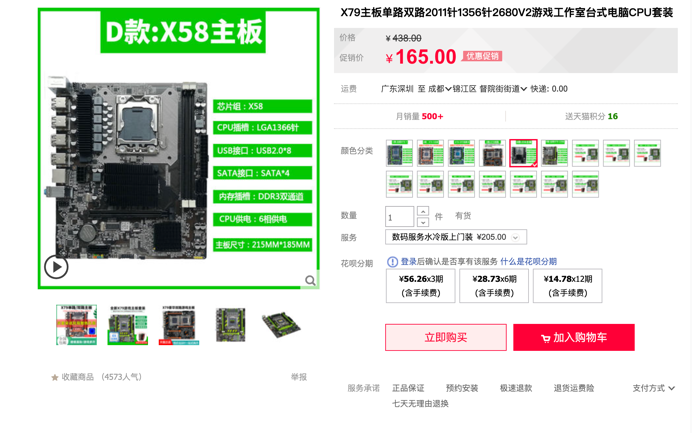 X79主板单路双路2011针1356针2680V2游戏工作室台式电脑CPU套装
D款:X58主板
芯片组：X58
CPU插槽：LGA1366针
USB接口：USB2.0*8
SATA接口：SATA*4
内存插槽：DDR3双通道
CPU供电：6相供电
主板尺寸：215MM*185MM
价格 ¥ 438.00
促销价 ¥ 165.00 优惠促销
运费 广东深圳 至 成都 锦江区 督院街街道 快递: 0.00
月销量 500+ 送天猫积分 16
颜色分类
数量 1 件 有货
服务 数码服务水冷版上门装 ¥205.00
花呗分期 登录后确认是否享有该服务 什么是花呗分期
¥56.26x3期 ¥28.73x6期 ¥14.78x12期
(含手续费) (含手续费) (含手续费)
立即购买 加入购物车
收藏商品 （4573人气） 举报
服务承诺 正品保证 预约安装 极速退款 退货运费险 支付方式
七天无理由退换